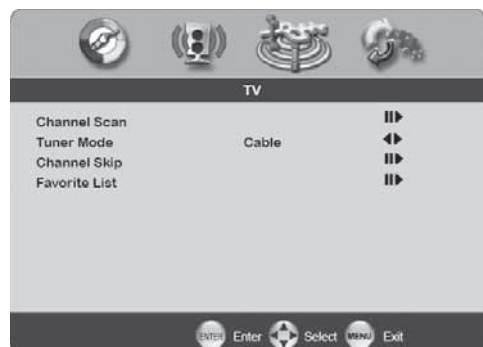 TV
Channel Scan
Tuner Mode Cable
Channel Skip
Favorite List
ENTER Enter Select MENU Exit